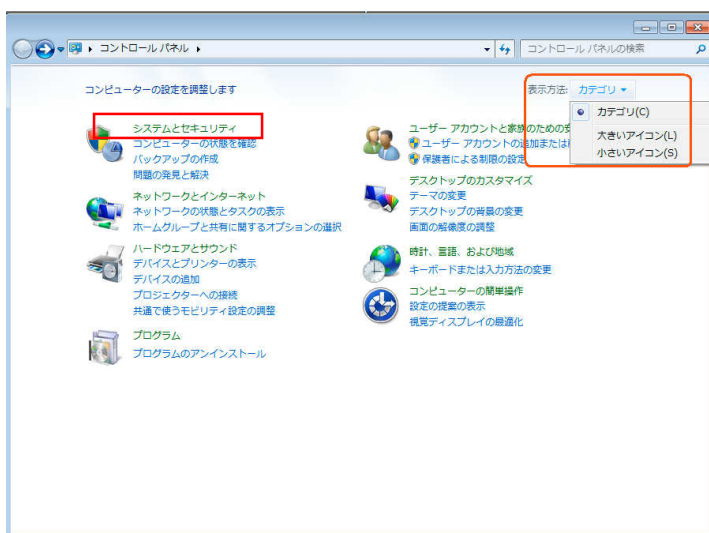 コントロール パネル
コントロール パネルの検索
コンピューターの設定を調整します
表示方法: カテゴリ
カテゴリ(C)
大きいアイコン(L)
小さいアイコン(S)
システムとセキュリティ
コンピューターの状態を確認
バックアップの作成
問題の発見と解決
ネットワークとインターネット
ネットワークの状態とタスクの表示
ホームグループと共有に関するオプションの選択
ハードウェアとサウンド
デバイスとプリンターの表示
デバイスの追加
プロジェクターへの接続
共通で使うモビリティ設定の調整
プログラム
プログラムのアンインストール
ユーザー アカウントと家族のための
ユーザー アカウントの追加または
保護者による制限の設定
デスクトップのカスタマイズ
テーマの変更
デスクトップの背景の変更
画面の解像度の調整
時計、言語、および地域
キーボードまたは入力方法の変更
コンピューターの簡単操作
設定の提案の表示
視覚ディスプレイの最適化